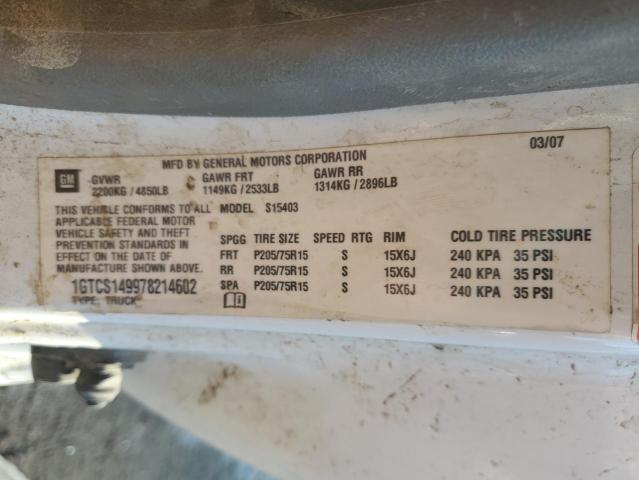 MFD BY GENERAL MOTORS CORPORATION 03/07
GM GVWR GAWR FRT GAWR RR
2200KG / 4850LB 1149KG / 2533LB 1314KG / 2896LB
THIS VEHICLE CONFORMS TO ALL
APPLICABLE FEDERAL MOTOR
VEHICLE SAFETY AND THEFT
PREVENTION STANDARDS IN
EFFECT ON THE DATE OF
MANUFACTURE SHOWN ABOVE.
1GTCS149978214602
TYPE: TRUCK
MODEL S15403
SPGG TIRE SIZE SPEED RTG RIM COLD TIRE PRESSURE
FRT P205/75R15 S 15X6J 240 KPA 35 PSI
RR P205/75R15 S 15X6J 240 KPA 35 PSI
SPA P205/75R15 S 15X6J 240 KPA 35 PSI